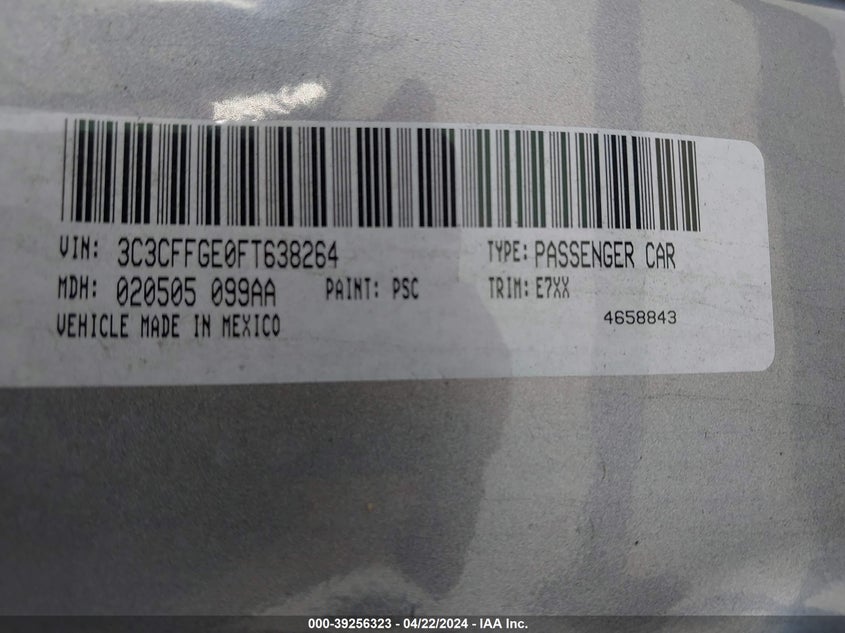 VIN: 3C3CFFGE0FT638264 TYPE: PASSENGER CAR
MDH: 020505 099AA PAINT: PSC TRIM: E7XX
VEHICLE MADE IN MEXICO 4658843
000-39256323 - 04/22/2024 - IAA Inc.